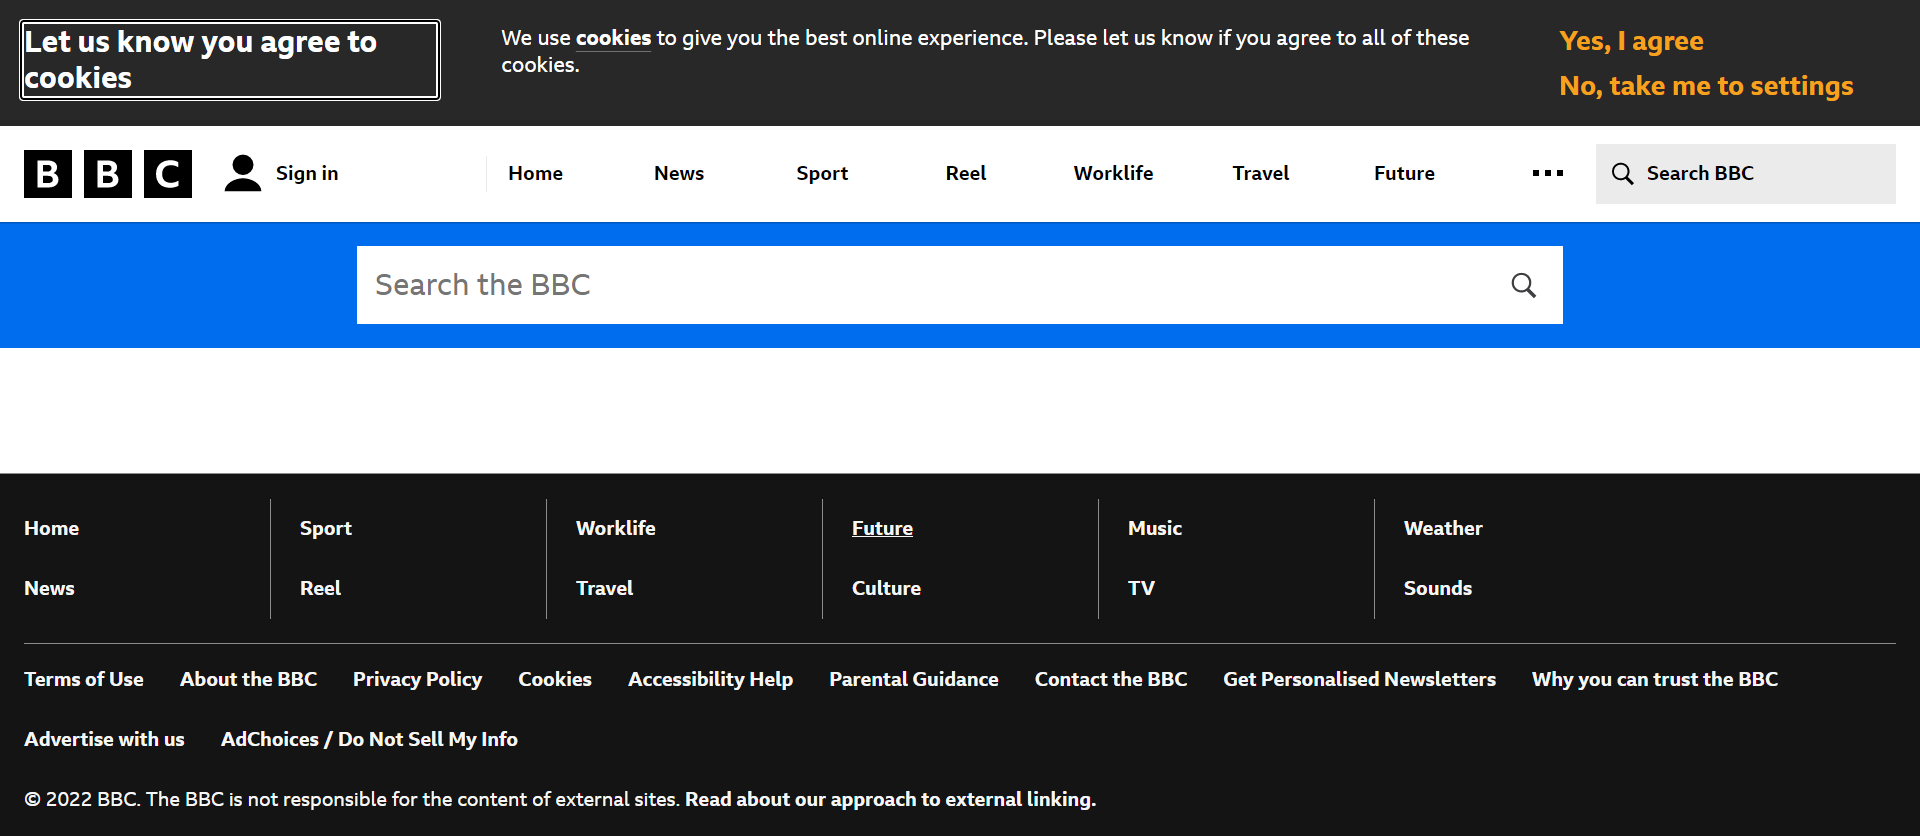 Let us know you agree to
cookies
We use cookies to give you the best online experience. Please let us know if you agree to all of these
cookies.
Yes, I agree
No, take me to settings
BBC Sign in Home News Sport Reel Worklife Travel Future Search BBC
Search the BBC
Home Sport Worklife Future Music Weather
News Reel Travel Culture TV Sounds
Terms of Use About the BBC Privacy Policy Cookies Accessibility Help Parental Guidance Contact the BBC Get Personalised Newsletters Why you can trust the BBC
Advertise with us AdChoices / Do Not Sell My Info
© 2022 BBC. The BBC is not responsible for the content of external sites. Read about our approach to external linking.